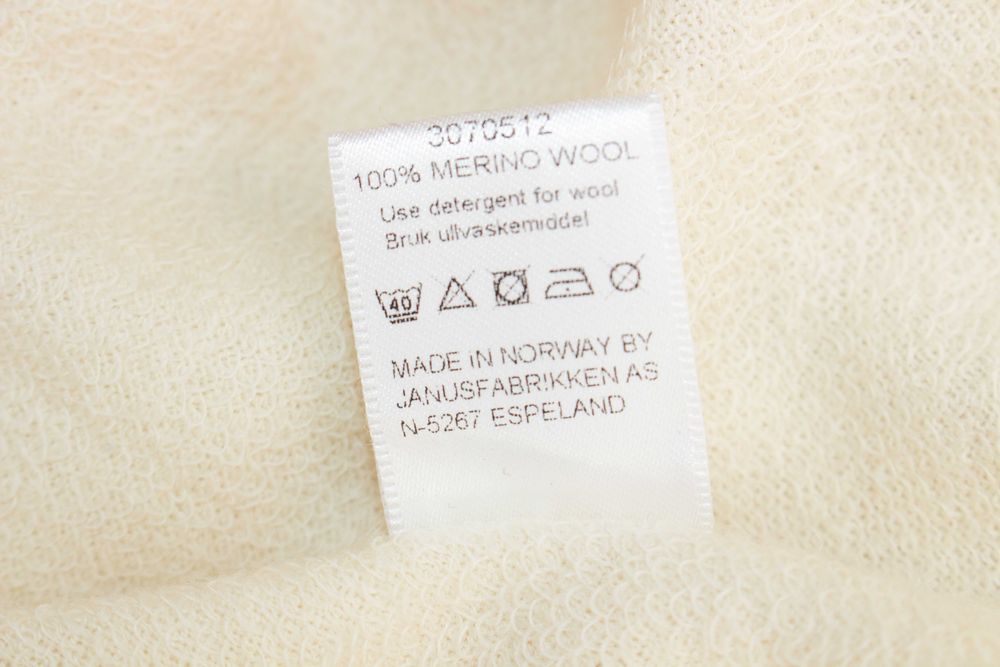 3070512
100% MERINO WOOL
Use detergent for wool
Bruk ullvaskemiddel
40
MADE IN NORWAY BY
JANUSFABRIKKEN AS
N-5267 ESPELAND